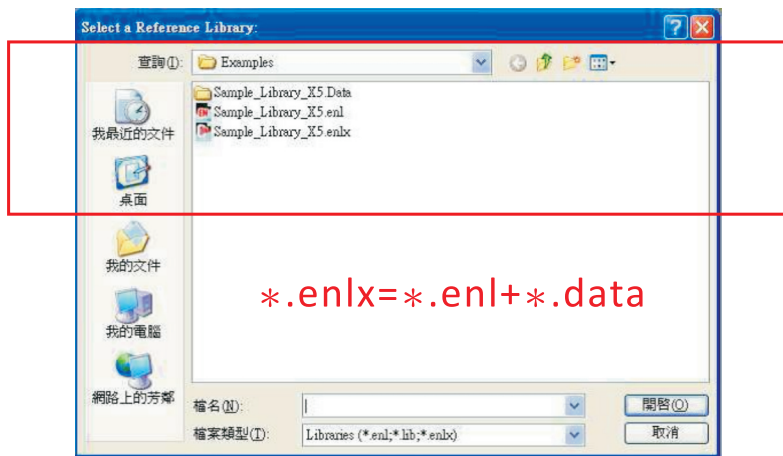 Select a Reference Library:
查詢(I): Examples
Sample_Library_X5.Data
Sample_Library_X5.enl
Sample_Library_X5.enlx
我最近的文件
桌面
我的文件
我的電腦
網路上的芳鄰
*.enlx=*.enl+*.data
檔名(N):
開啓(O)
檔案類型(T): Libraries (*.enl;*.lib;*.enlx)
取消